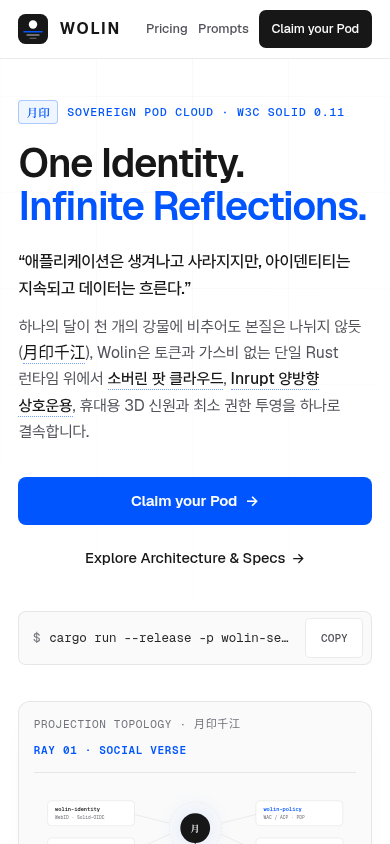 WOLIN
Pricing Prompts Claim your Pod
月印 SOVEREIGN POD CLOUD · W3C SOLID 0.11
One Identity.
Infinite Reflections.
“애플리케이션은 생겨나고 사라지지만, 아이덴티티는
지속되고 데이터는 흐른다.”
하나의 달이 천 개의 강물에 비추어도 본질은 나뉘지 않듯
(月印千江), Wolin은 토큰과 가스비 없는 단일 Rust
런타임 위에서 소버린 팟 클라우드, Inrupt 양방향
상호운용, 휴대용 3D 신원과 최소 권한 투영을 하나로
결속합니다.
Claim your Pod →
Explore Architecture & Specs →
$ cargo run --release -p wolin-se… COPY
PROJECTION TOPOLOGY · 月印千江
RAY 01 · SOCIAL VERSE
wolin-identity wolin-policy
WebID · Solid-OIDC 月 WAC / ACP · PDP